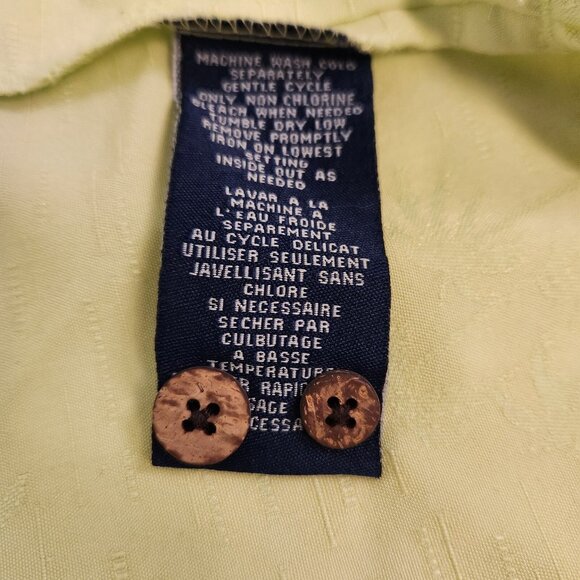 MACHINE WASH COLD
SEPARATELY
GENTLE CYCLE
ONLY NON CHLORINE
BLEACH WHEN NEEDED
TUMBLE DRY LOW
REMOVE PROMPTLY
IRON ON LOWEST
SETTING
INSIDE OUT AS
NEEDED
LAVAR A LA
MACHINE A
L'EAU FROIDE
SEPAREMENT
AU CYCLE DELICAT
UTILISER SEULEMENT
JAVELLISANT SANS
CHLORE
SI NECESSAIRE
SECHER PAR
CULBUTAGE
A BASSE
TEMPERATURE